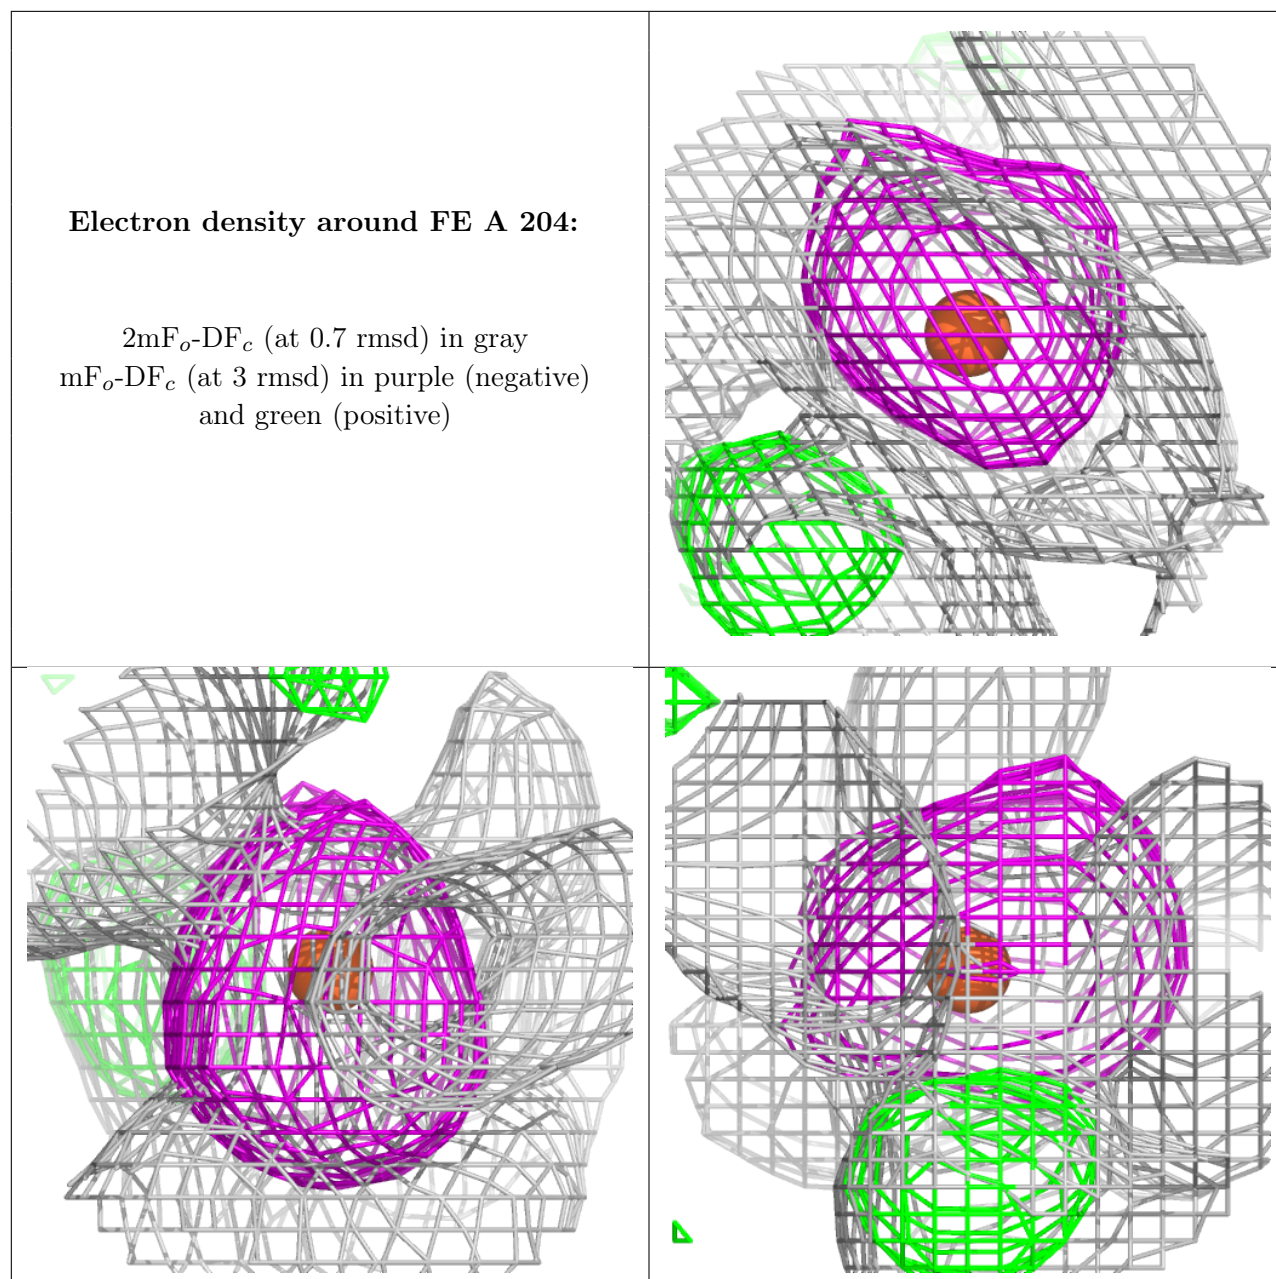 Electron density around FE A 204:
2mFo-DFc (at 0.7 rmsd) in gray
mFo-DFc (at 3 rmsd) in purple (negative)
and green (positive)